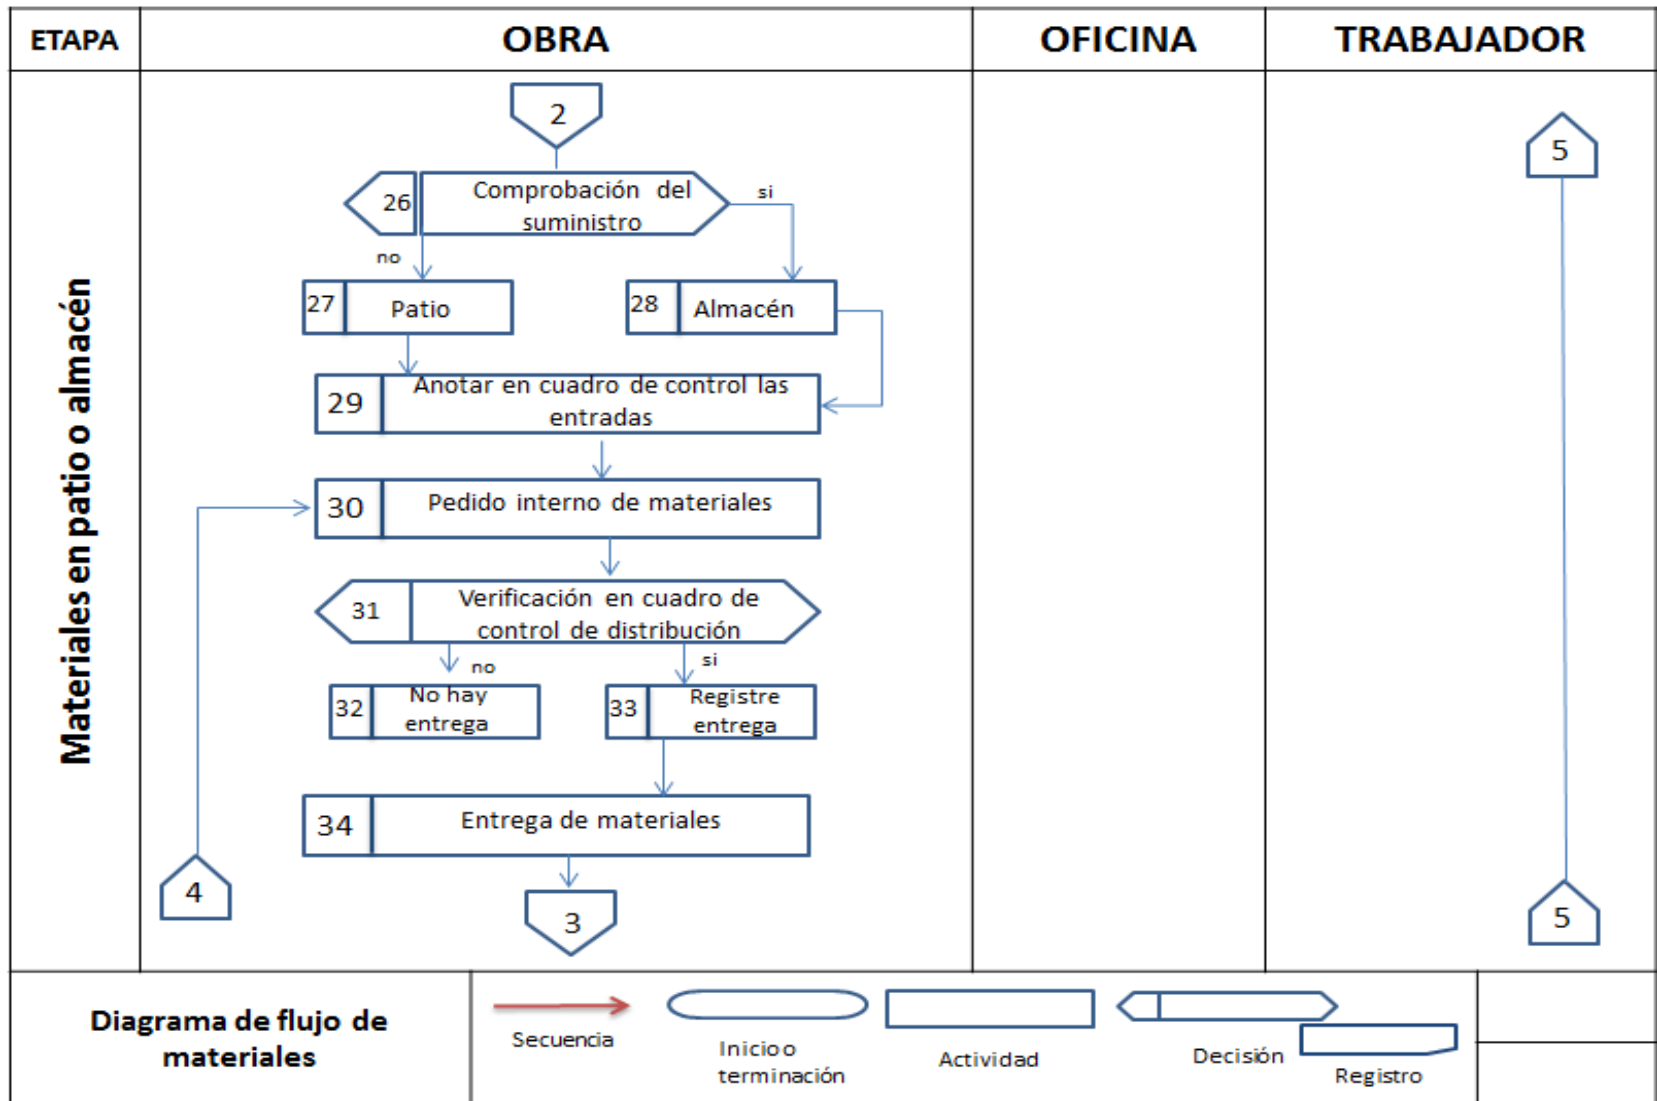 ETAPA
OBRA
OFICINA
TRABAJADOR
Materiales en patio o almacén
2
5
26
Comprobación del
suministro
si
no
27
Patio
28
Almacén
29
Anotar en cuadro de control las
entradas
30
Pedido interno de materiales
31
Verificación en cuadro de
control de distribución
no
si
32
No hay
entrega
33
Registre
entrega
34
Entrega de materiales
4
3
5
Diagrama de flujo de
materiales
Secuencia
Inicio o
terminación
Actividad
Decisión
Registro